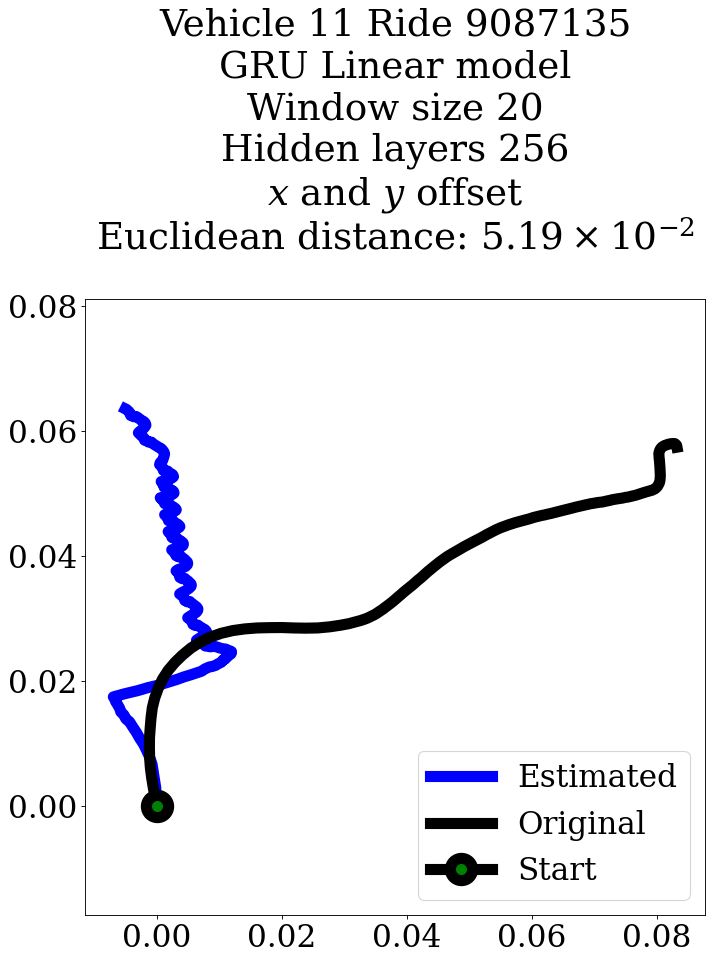 Vehicle 11 Ride 9087135
GRU Linear model
Window size 20
Hidden layers 256
x and y offset
Euclidean distance: 5.19 × 10⁻²
0.08
0.06
0.04
0.02
0.00
Estimated
Original
Start
0.00 0.02 0.04 0.06 0.08